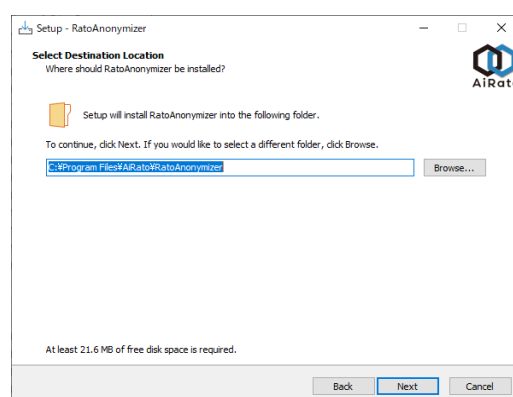 Setup - RatoAnonymizer
Select Destination Location
Where should RatoAnonymizer be installed?
AiRato
Setup will install RatoAnonymizer into the following folder.
To continue, click Next. If you would like to select a different folder, click Browse.
C:¥Program Files¥AiRato¥RatoAnonymizer
Browse...
At least 21.6 MB of free disk space is required.
Back
Next
Cancel